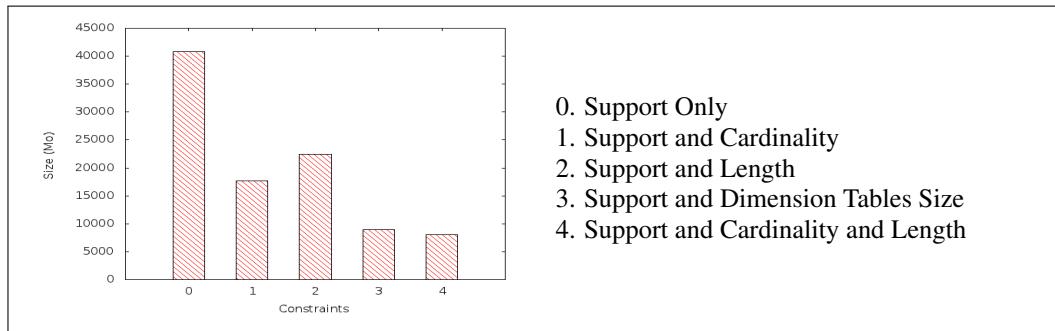 45000
40000
35000
30000
25000
20000
15000
10000
5000
0
Size (Mo)
0 1 2 3 4
Constraints
0. Support Only
1. Support and Cardinality
2. Support and Length
3. Support and Dimension Tables Size
4. Support and Cardinality and Length